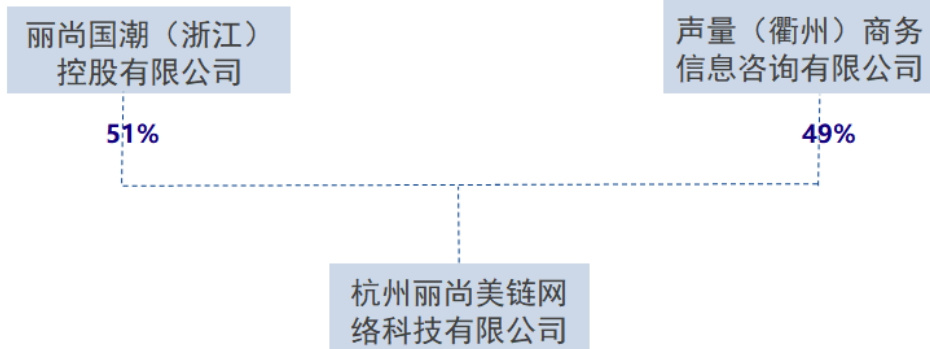 丽尚国潮（浙江）
控股有限公司
声量（衢州）商务
信息咨询有限公司
51%
49%
杭州丽尚美链网
络科技有限公司